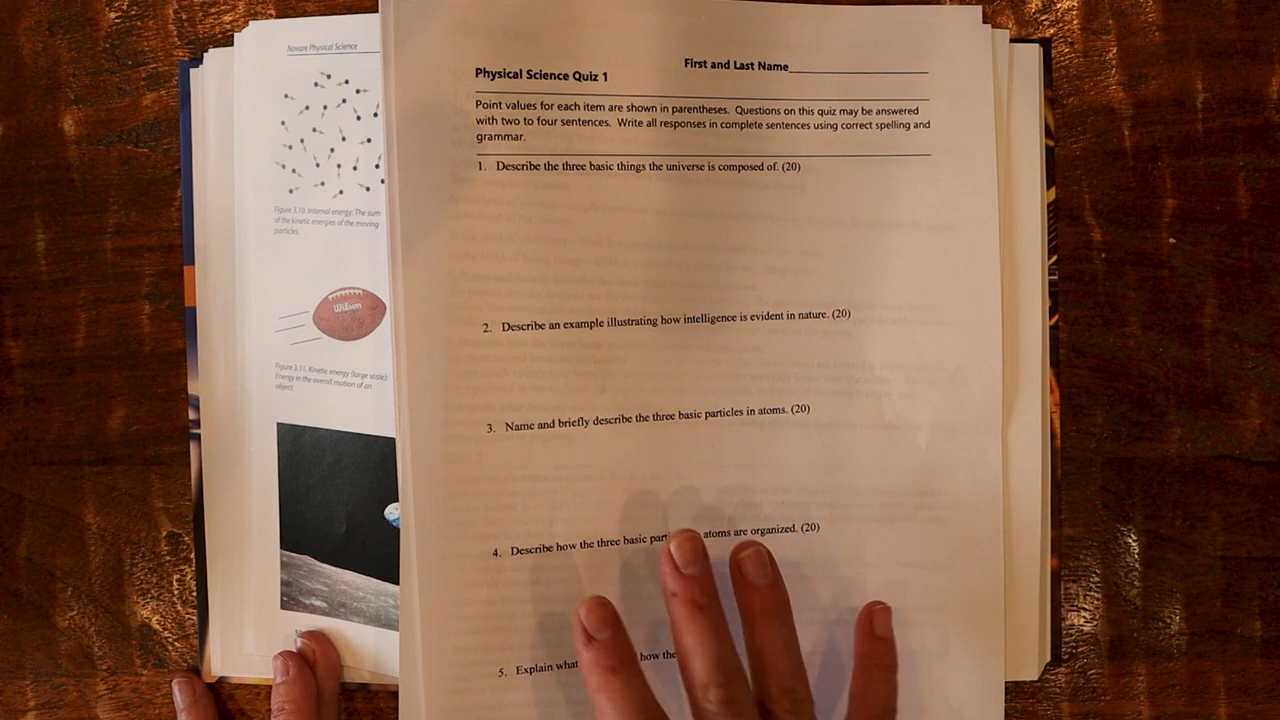 Novare Physical Science
Figure 3.10. Internal energy: The sum
of the kinetic energies of the moving
particles.
Wilson
Figure 3.11. Kinetic energy (large scale):
Energy in the overall motion of an
object.
First and Last Name
Physical Science Quiz 1
Point values for each item are shown in parentheses. Questions on this quiz may be answered
with two to four sentences. Write all responses in complete sentences using correct spelling and
grammar.
1. Describe the three basic things the universe is composed of. (20)
2. Describe an example illustrating how intelligence is evident in nature. (20)
3. Name and briefly describe the three basic particles in atoms. (20)
4. Describe how the three basic atoms are organized. (20)
5. Explain what how the